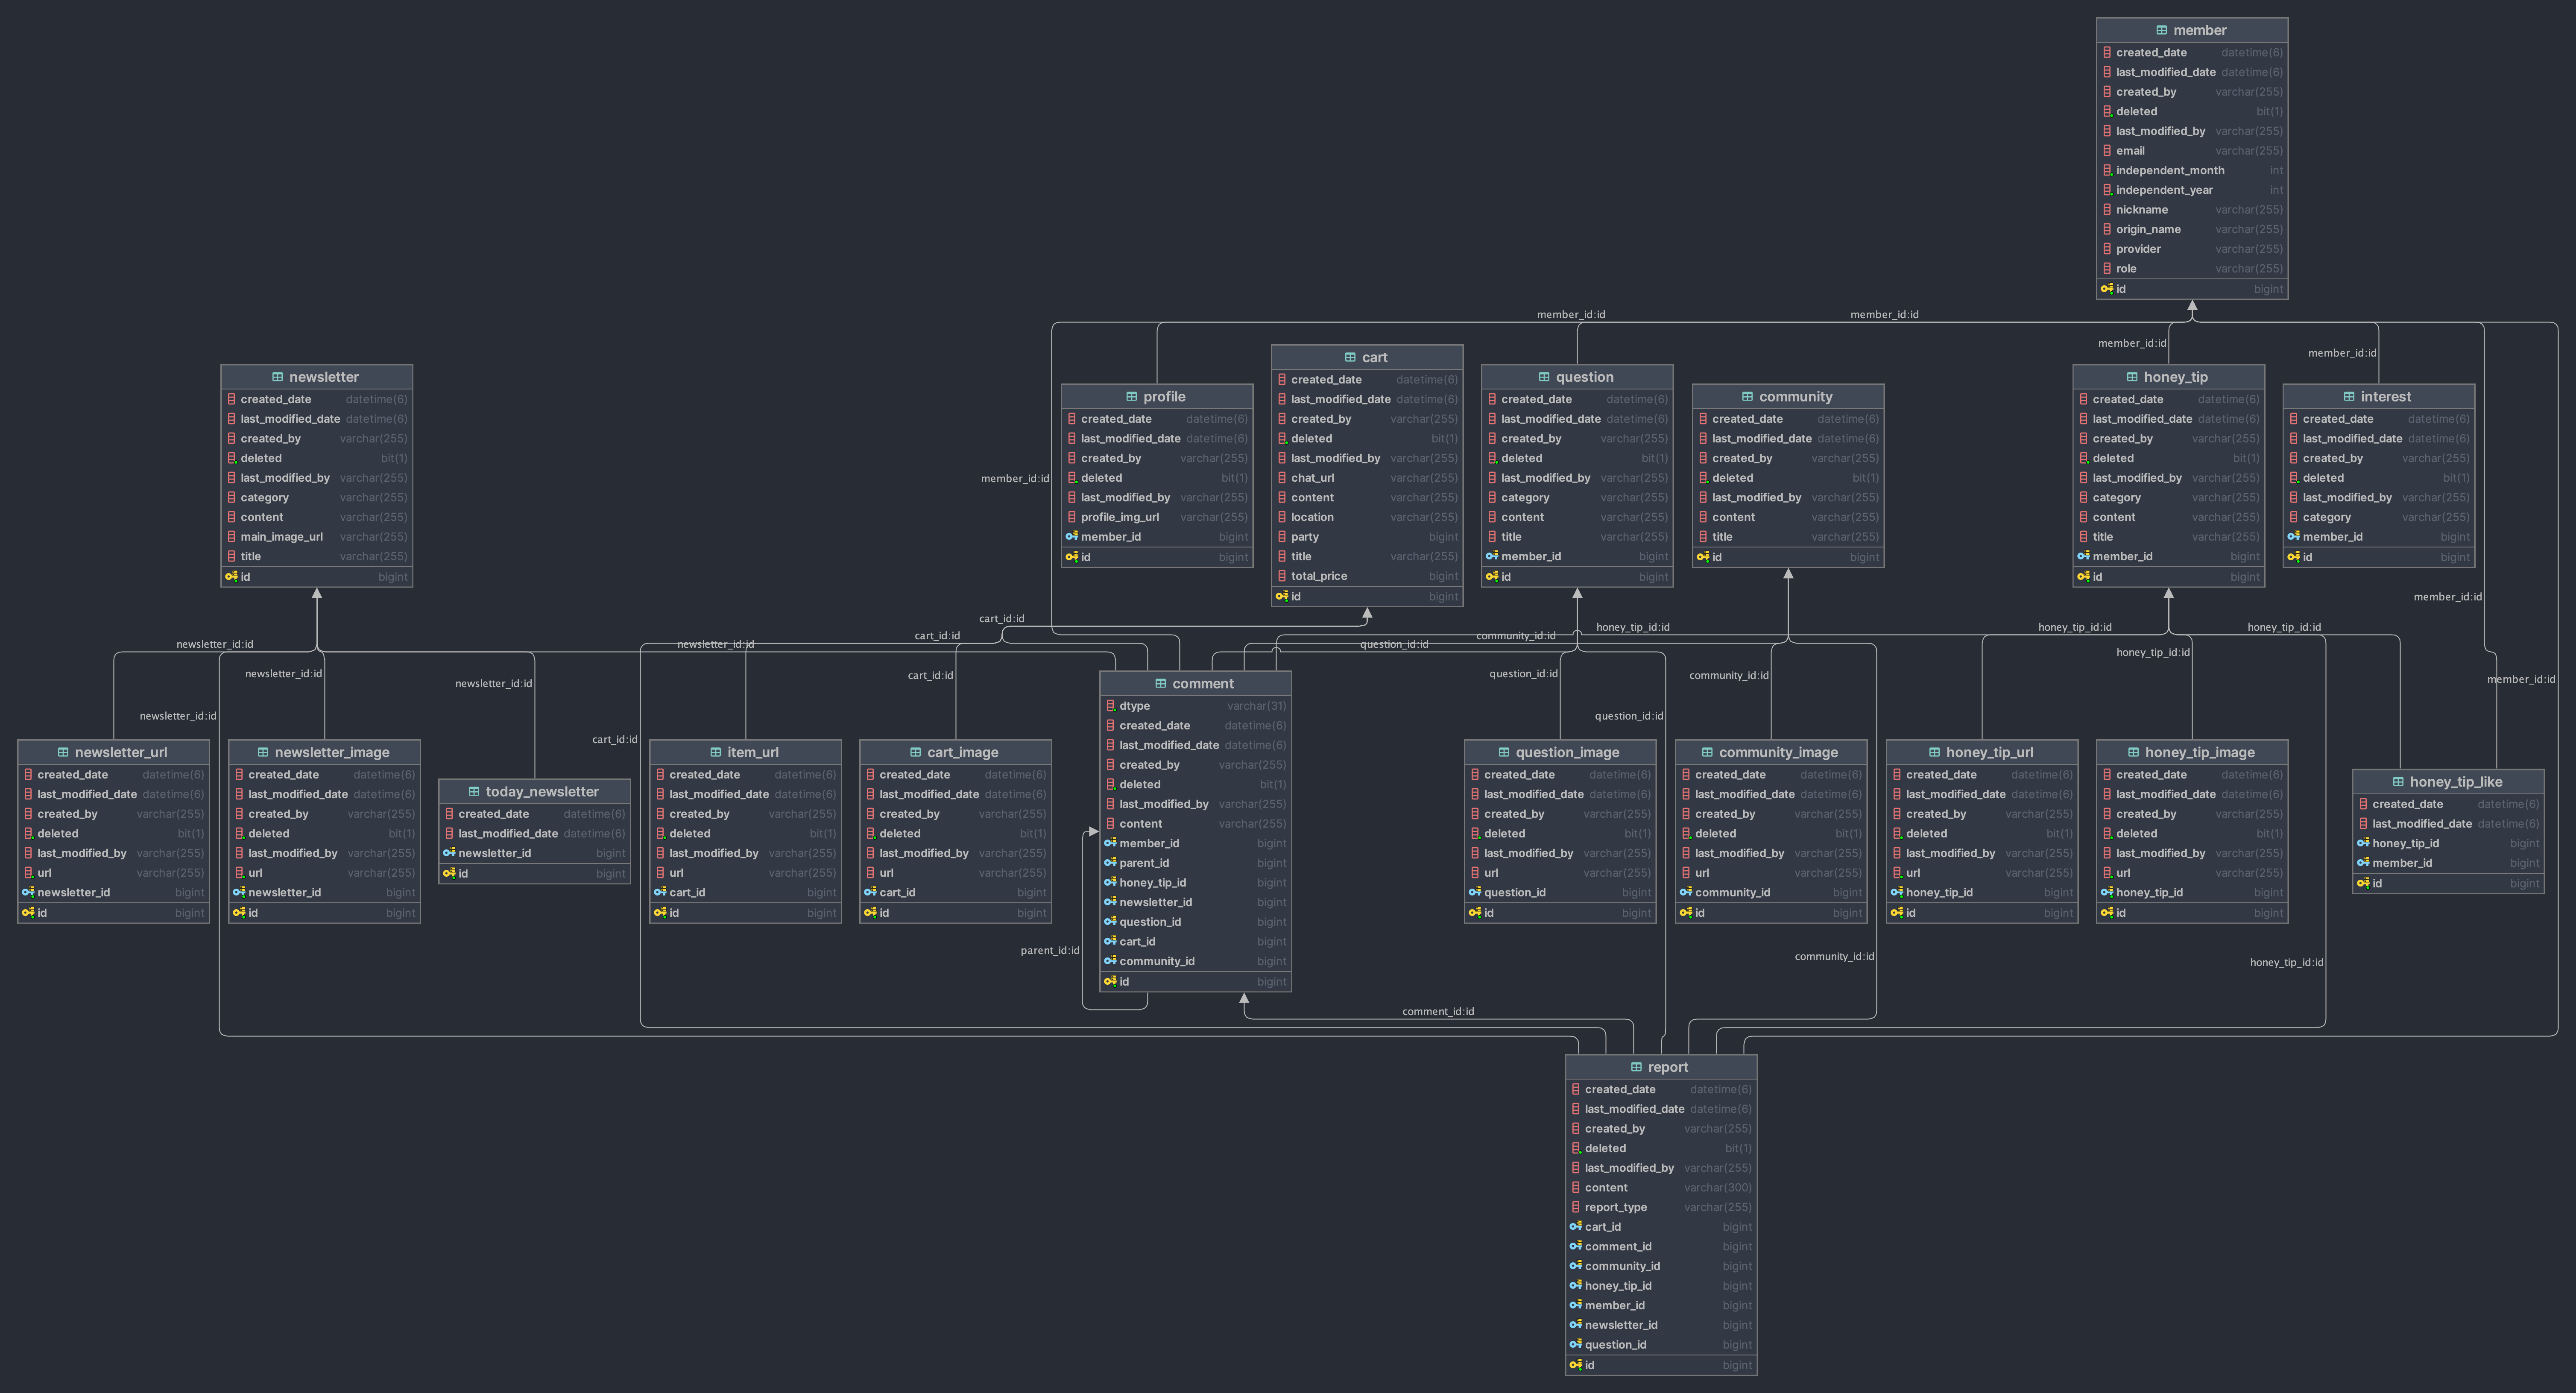 member
created_date datetime(6)
last_modified_date datetime(6)
created_by varchar(255)
deleted bit(1)
last_modified_by varchar(255)
email varchar(255)
independent_month int
independent_year int
nickname varchar(255)
origin_name varchar(255)
provider varchar(255)
role varchar(255)
id bigint
member_id:id
member_id:id
member_id:id
member_id:id
member_id:id
member_id:id
member_id:id
newsletter
created_date datetime(6)
last_modified_date datetime(6)
created_by varchar(255)
deleted bit(1)
last_modified_by varchar(255)
category varchar(255)
content varchar(255)
main_image_url varchar(255)
title varchar(255)
id bigint
profile
created_date datetime(6)
last_modified_date datetime(6)
created_by varchar(255)
deleted bit(1)
last_modified_by varchar(255)
profile_img_url varchar(255)
member_id bigint
id bigint
cart
created_date datetime(6)
last_modified_date datetime(6)
created_by varchar(255)
deleted bit(1)
last_modified_by varchar(255)
chat_url varchar(255)
content varchar(255)
location varchar(255)
party bigint
title varchar(255)
total_price bigint
id bigint
question
created_date datetime(6)
last_modified_date datetime(6)
created_by varchar(255)
deleted bit(1)
last_modified_by varchar(255)
category varchar(255)
content varchar(255)
title varchar(255)
member_id bigint
id bigint
community
created_date datetime(6)
last_modified_date datetime(6)
created_by varchar(255)
deleted bit(1)
last_modified_by varchar(255)
content varchar(255)
title varchar(255)
id bigint
honey_tip
created_date datetime(6)
last_modified_date datetime(6)
created_by varchar(255)
deleted bit(1)
last_modified_by varchar(255)
category varchar(255)
content varchar(255)
title varchar(255)
member_id bigint
id bigint
interest
created_date datetime(6)
last_modified_date datetime(6)
created_by varchar(255)
deleted bit(1)
last_modified_by varchar(255)
category varchar(255)
member_id bigint
id bigint
newsletter_id:id
newsletter_id:id
newsletter_id:id
newsletter_id:id
newsletter_id:id
cart_id:id
cart_id:id
cart_id:id
cart_id:id
question_id:id
question_id:id
question_id:id
community_id:id
community_id:id
community_id:id
honey_tip_id:id
honey_tip_id:id
honey_tip_id:id
honey_tip_id:id
honey_tip_id:id
newsletter_url
created_date datetime(6)
last_modified_date datetime(6)
created_by varchar(255)
deleted bit(1)
last_modified_by varchar(255)
url varchar(255)
newsletter_id bigint
id bigint
newsletter_image
created_date datetime(6)
last_modified_date datetime(6)
created_by varchar(255)
deleted bit(1)
last_modified_by varchar(255)
url varchar(255)
newsletter_id bigint
id bigint
today_newsletter
created_date datetime(6)
last_modified_date datetime(6)
newsletter_id bigint
id bigint
item_url
created_date datetime(6)
last_modified_date datetime(6)
created_by varchar(255)
deleted bit(1)
last_modified_by varchar(255)
url varchar(255)
cart_id bigint
id bigint
cart_image
created_date datetime(6)
last_modified_date datetime(6)
created_by varchar(255)
deleted bit(1)
last_modified_by varchar(255)
url varchar(255)
cart_id bigint
id bigint
comment
dtype varchar(31)
created_date datetime(6)
last_modified_date datetime(6)
created_by varchar(255)
deleted bit(1)
last_modified_by varchar(255)
content varchar(255)
member_id bigint
parent_id bigint
honey_tip_id bigint
newsletter_id bigint
question_id bigint
cart_id bigint
community_id bigint
id bigint
parent_id:id
comment_id:id
question_image
created_date datetime(6)
last_modified_date datetime(6)
created_by varchar(255)
deleted bit(1)
last_modified_by varchar(255)
url varchar(255)
question_id bigint
id bigint
community_image
created_date datetime(6)
last_modified_date datetime(6)
created_by varchar(255)
deleted bit(1)
last_modified_by varchar(255)
url varchar(255)
community_id bigint
id bigint
honey_tip_url
created_date datetime(6)
last_modified_date datetime(6)
created_by varchar(255)
deleted bit(1)
last_modified_by varchar(255)
url varchar(255)
honey_tip_id bigint
id bigint
honey_tip_image
created_date datetime(6)
last_modified_date datetime(6)
created_by varchar(255)
deleted bit(1)
last_modified_by varchar(255)
url varchar(255)
honey_tip_id bigint
id bigint
honey_tip_like
created_date datetime(6)
last_modified_date datetime(6)
honey_tip_id bigint
member_id bigint
id bigint
report
created_date datetime(6)
last_modified_date datetime(6)
created_by varchar(255)
deleted bit(1)
last_modified_by varchar(255)
content varchar(300)
report_type varchar(255)
cart_id bigint
comment_id bigint
community_id bigint
honey_tip_id bigint
member_id bigint
newsletter_id bigint
question_id bigint
id bigint